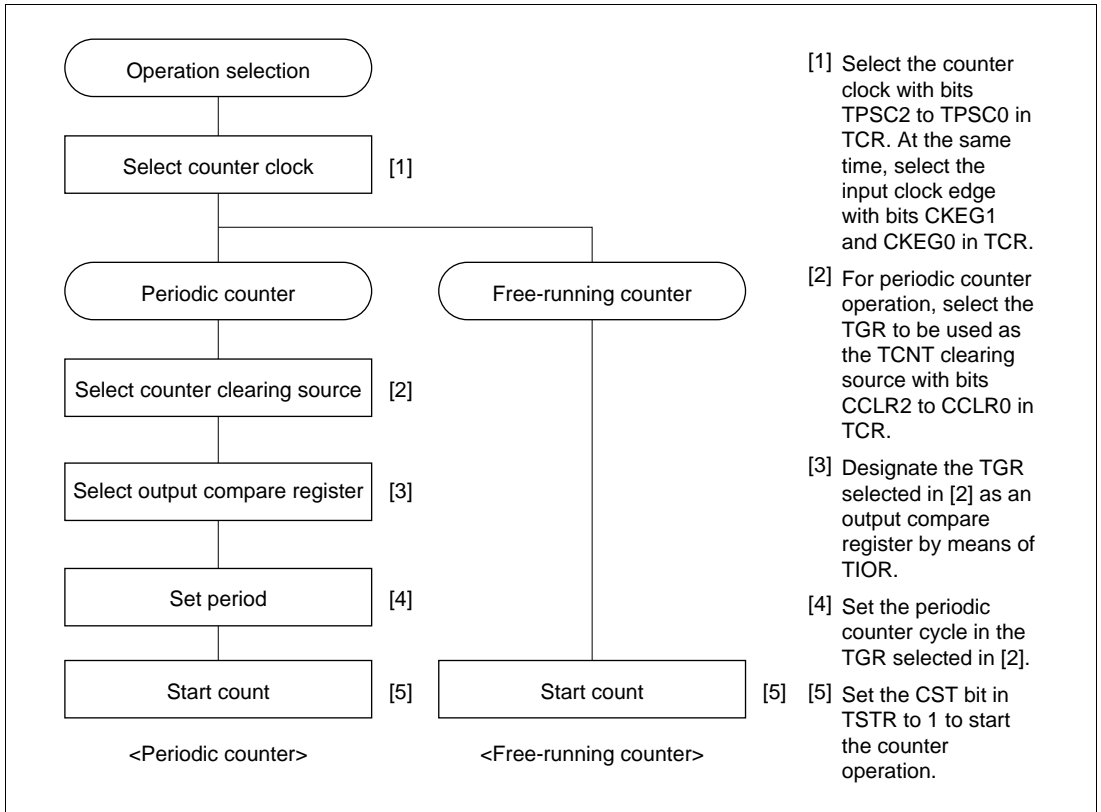 Operation selection
Select counter clock [1]
Periodic counter
Free-running counter
Select counter clearing source [2]
Select output compare register [3]
Set period [4]
Start count [5]
Start count [5]
<Periodic counter>
<Free-running counter>
[1] Select the counter
clock with bits
TPSC2 to TPSC0 in
TCR. At the same
time, select the
input clock edge
with bits CKEG1
and CKEG0 in TCR.
[2] For periodic counter
operation, select the
TGR to be used as
the TCNT clearing
source with bits
CCLR2 to CCLR0 in
TCR.
[3] Designate the TGR
selected in [2] as an
output compare
register by means of
TIOR.
[4] Set the periodic
counter cycle in the
TGR selected in [2].
[5] Set the CST bit in
TSTR to 1 to start
the counter
operation.